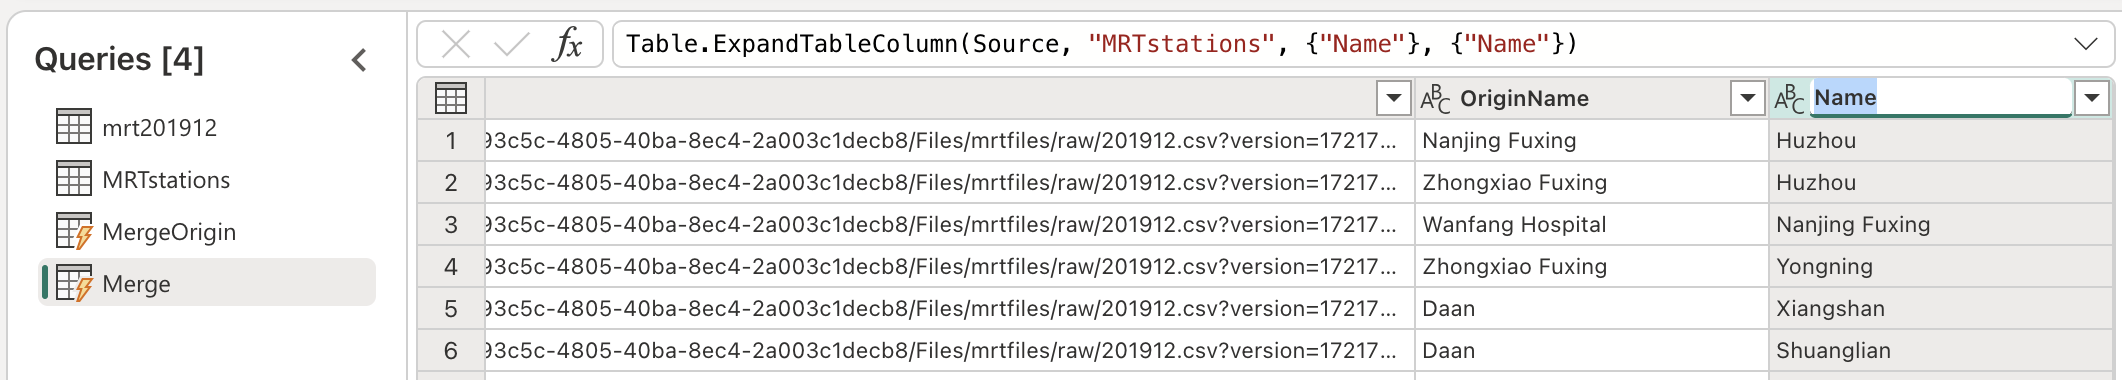 Queries [4]
mrt201912
MRTstations
MergeOrigin
Merge
fx Table.ExpandTableColumn(Source, "MRTstations", {"Name"}, {"Name"})
ABC OriginName ABC Name
1 93c5c-4805-40ba-8ec4-2a003c1decb8/Files/mrtfiles/raw/201912.csv?version=17217... Nanjing Fuxing Huzhou
2 93c5c-4805-40ba-8ec4-2a003c1decb8/Files/mrtfiles/raw/201912.csv?version=17217... Zhongxiao Fuxing Huzhou
3 93c5c-4805-40ba-8ec4-2a003c1decb8/Files/mrtfiles/raw/201912.csv?version=17217... Wanfang Hospital Nanjing Fuxing
4 93c5c-4805-40ba-8ec4-2a003c1decb8/Files/mrtfiles/raw/201912.csv?version=17217... Zhongxiao Fuxing Yongning
5 93c5c-4805-40ba-8ec4-2a003c1decb8/Files/mrtfiles/raw/201912.csv?version=17217... Daan Xiangshan
6 93c5c-4805-40ba-8ec4-2a003c1decb8/Files/mrtfiles/raw/201912.csv?version=17217... Daan Shuanglian